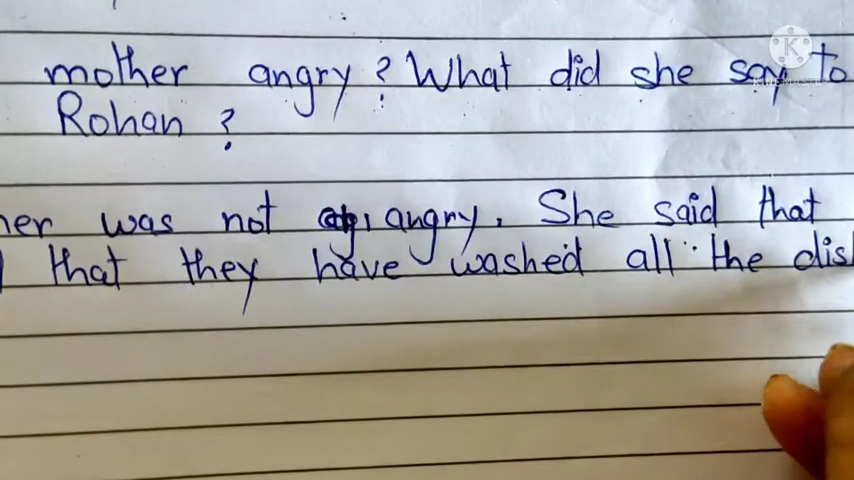 mother angry? What did she say to
Rohan?
was not angry. She said that
that they have washed all the